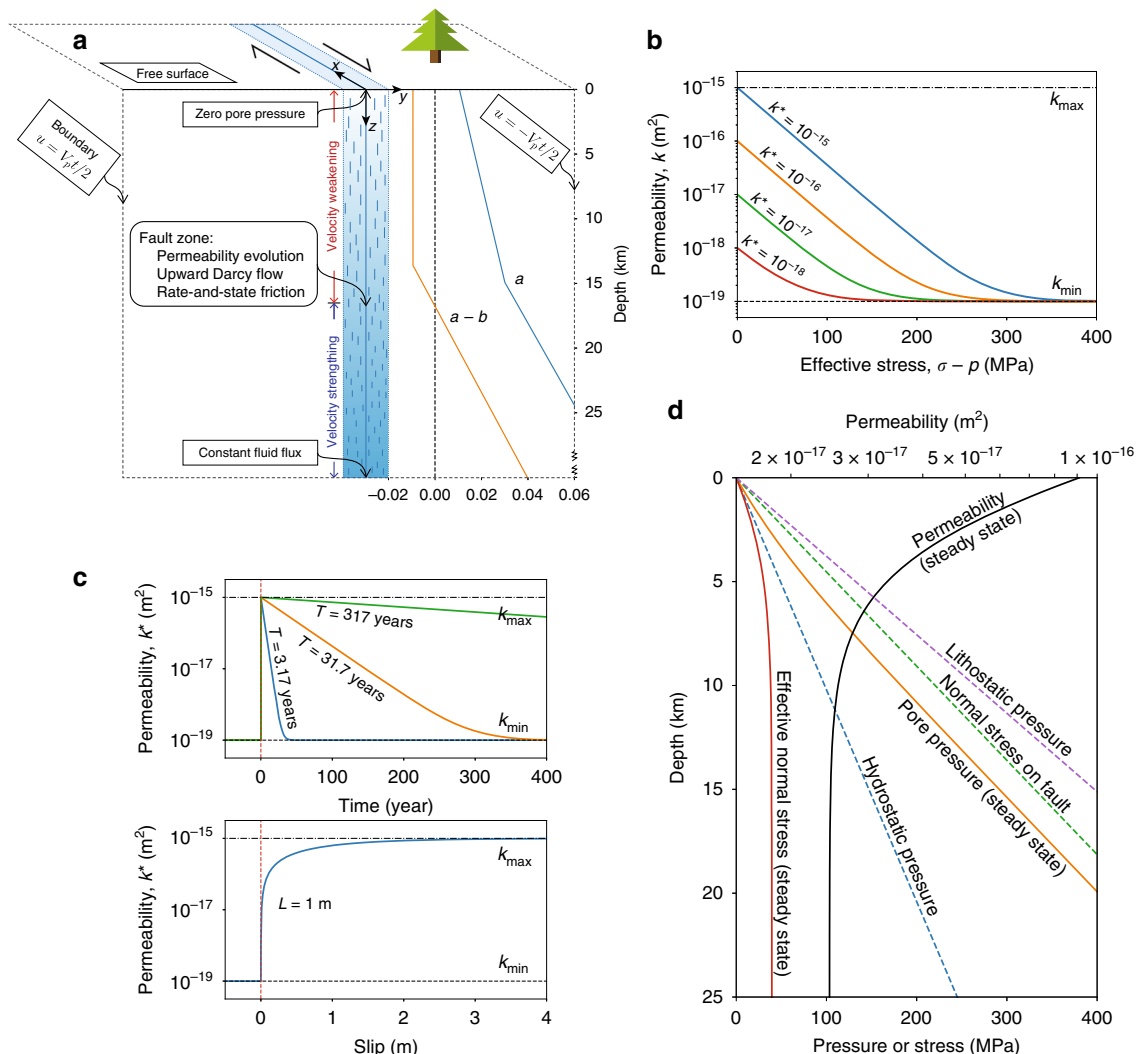 a
Free surface
x
y
z
Zero pore pressure
Boundary
u = V_p t/2
u = −V_p t/2
Velocity weakening
Velocity strengthening
Fault zone:
Permeability evolution
Upward Darcy flow
Rate-and-state friction
Constant fluid flux
a
a − b
0
5
10
15
20
25
Depth (km)
−0.02
0.00
0.02
0.04
0.06
b
Permeability, k (m²)
10⁻¹⁵
10⁻¹⁶
10⁻¹⁷
10⁻¹⁸
10⁻¹⁹
k* = 10⁻¹⁵
k* = 10⁻¹⁶
k* = 10⁻¹⁷
k* = 10⁻¹⁸
k_max
k_min
0
100
200
300
400
Effective stress, σ − p (MPa)
c
Permeability, k* (m²)
10⁻¹⁵
10⁻¹⁷
10⁻¹⁹
T = 317 years
T = 31.7 years
T = 3.17 years
k_max
k_min
0
100
200
300
400
Time (year)
Permeability, k* (m²)
10⁻¹⁵
10⁻¹⁷
10⁻¹⁹
L = 1 m
k_max
k_min
0
1
2
3
4
Slip (m)
d
Permeability (m²)
2 × 10⁻¹⁷
3 × 10⁻¹⁷
5 × 10⁻¹⁷
1 × 10⁻¹⁶
Depth (km)
0
5
10
15
20
25
Permeability
(steady state)
Lithostatic pressure
Normal stress on fault
Pore pressure (steady state)
Hydrostatic pressure
Effective normal stress (steady state)
0
100
200
300
400
Pressure or stress (MPa)